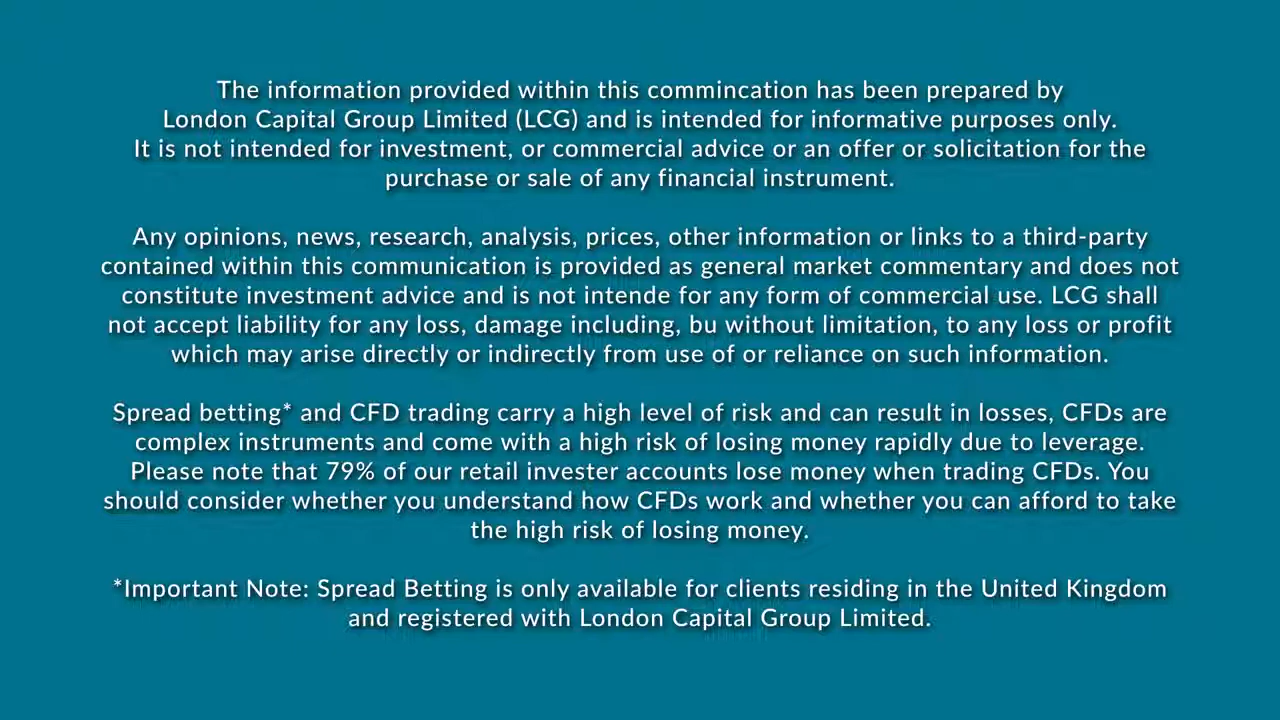 The information provided within this commincation has been prepared by
London Capital Group Limited (LCG) and is intended for informative purposes only.
It is not intended for investment, or commercial advice or an offer or solicitation for the
purchase or sale of any financial instrument.
Any opinions, news, research, analysis, prices, other information or links to a third-party
contained within this communication is provided as general market commentary and does not
constitute investment advice and is not intende for any form of commercial use. LCG shall
not accept liability for any loss, damage including, bu without limitation, to any loss or profit
which may arise directly or indirectly from use of or reliance on such information.
Spread betting* and CFD trading carry a high level of risk and can result in losses, CFDs are
complex instruments and come with a high risk of losing money rapidly due to leverage.
Please note that 79% of our retail invester accounts lose money when trading CFDs. You
should consider whether you understand how CFDs work and whether you can afford to take
the high risk of losing money.
*Important Note: Spread Betting is only available for clients residing in the United Kingdom
and registered with London Capital Group Limited.